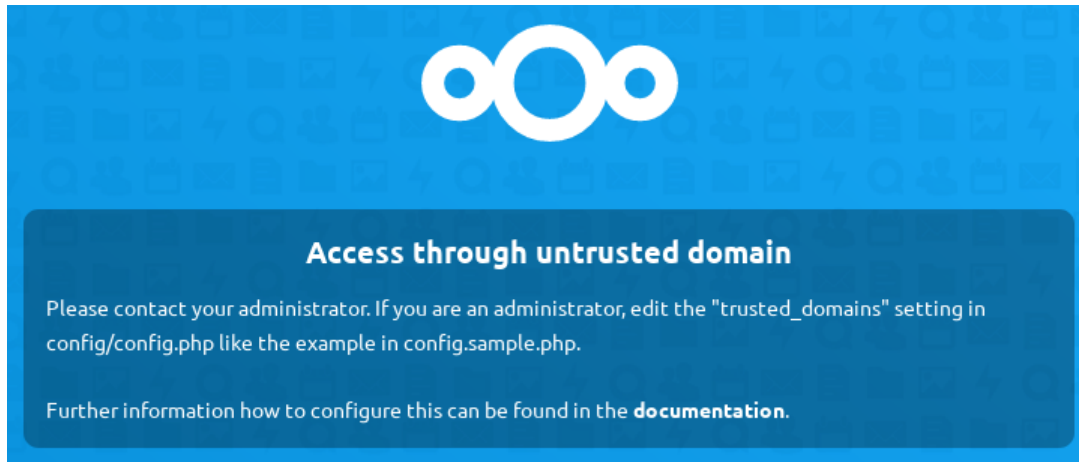 Access through untrusted domain
Please contact your administrator. If you are an administrator, edit the "trusted_domains" setting in
config/config.php like the example in config.sample.php.
Further information how to configure this can be found in the documentation.